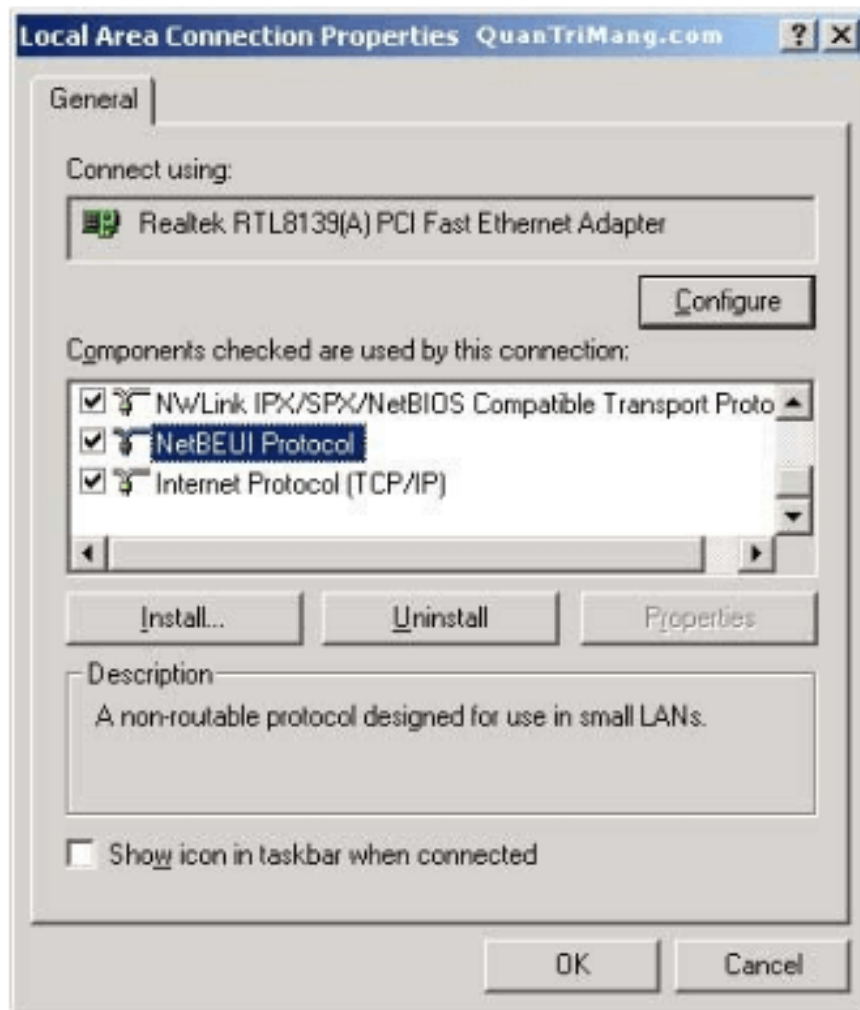 Local Area Connection Properties QuanTriMang.com
General
Connect using:
Realtek RTL8139(A) PCI Fast Ethernet Adapter
Configure
Components checked are used by this connection:
NWLink IPX/SPX/NetBIOS Compatible Transport Proto
NetBEUI Protocol
Internet Protocol (TCP/IP)
Install... Uninstall Properties
Description
A non-routable protocol designed for use in small LANs.
Show icon in taskbar when connected
OK Cancel